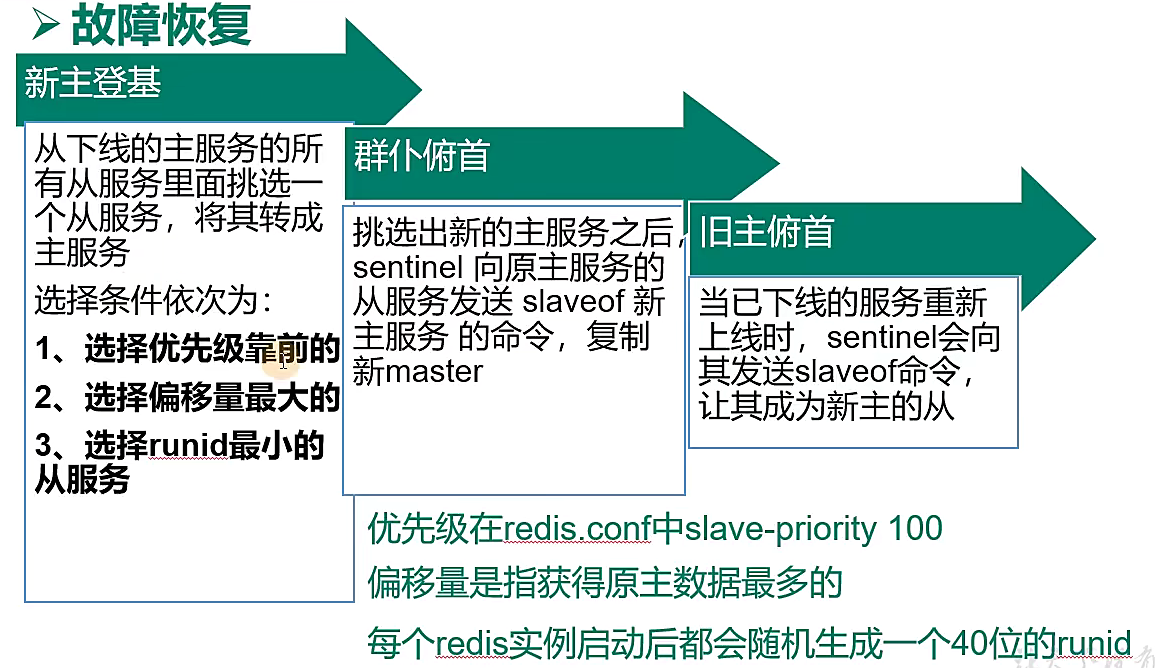 故障恢复
新主登基
从下线的主服务的所
有从服务里面挑选一
个从服务，将其转成
主服务
选择条件依次为：
1、选择优先级靠前的
2、选择偏移量最大的
3、选择runid最小的
从服务
群仆俯首
挑选出新的主服务之后，
sentinel 向原主服务的
从服务发送 slaveof 新
主服务 的命令，复制
新master
旧主俯首
当已下线的服务重新
上线时，sentinel会向
其发送slaveof命令，
让其成为新主的从
优先级在redis.conf中slave-priority 100
偏移量是指获得原主数据最多的
每个redis实例启动后都会随机生成一个40位的runid